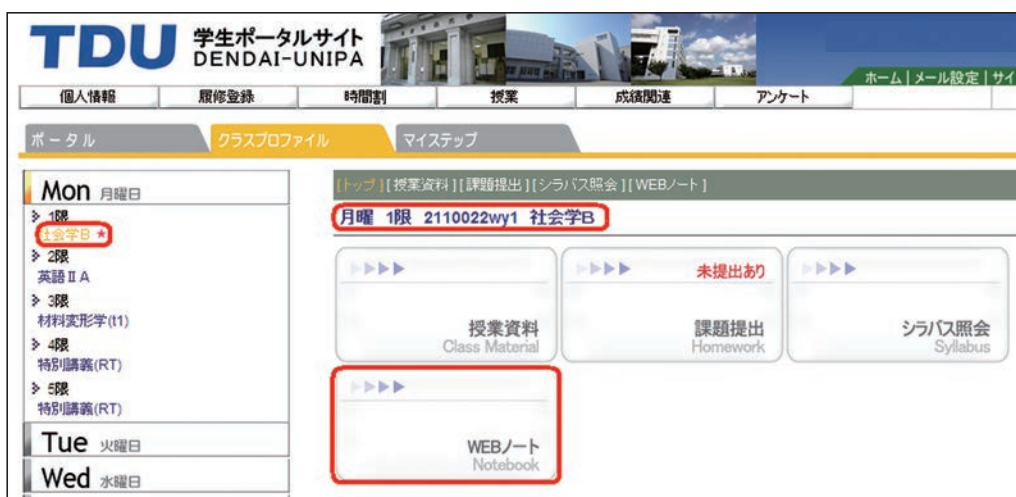 TDU 学生ポータルサイト
DENDAI-UNIPA
ホーム | メール設定 | サイ
個人情報 履修登録 時間割 授業 成績関連 アンケート
ポータル クラスプロファイル マイステップ
Mon 月曜日
1限
社会学B ★
2限
英語ⅡA
3限
材料変形学(t1)
4限
特別講義(RT)
5限
特別講義(RT)
Tue 火曜日
Wed 水曜日
[トップ][授業資料][課題提出][シラバス照会][WEBノート]
月曜 1限 2110022wy1 社会学B
授業資料
Class Material
未提出あり
課題提出
Homework
シラバス照会
Syllabus
WEBノート
Notebook